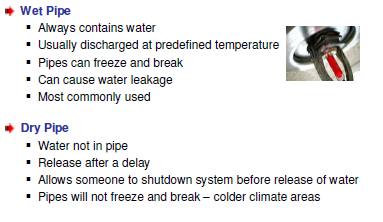 Wet Pipe
Always contains water
Usually discharged at predefined temperature
Pipes can freeze and break
Can cause water leakage
Most commonly used
Dry Pipe
Water not in pipe
Release after a delay
Allows someone to shutdown system before release of water
Pipes will not freeze and break – colder climate areas